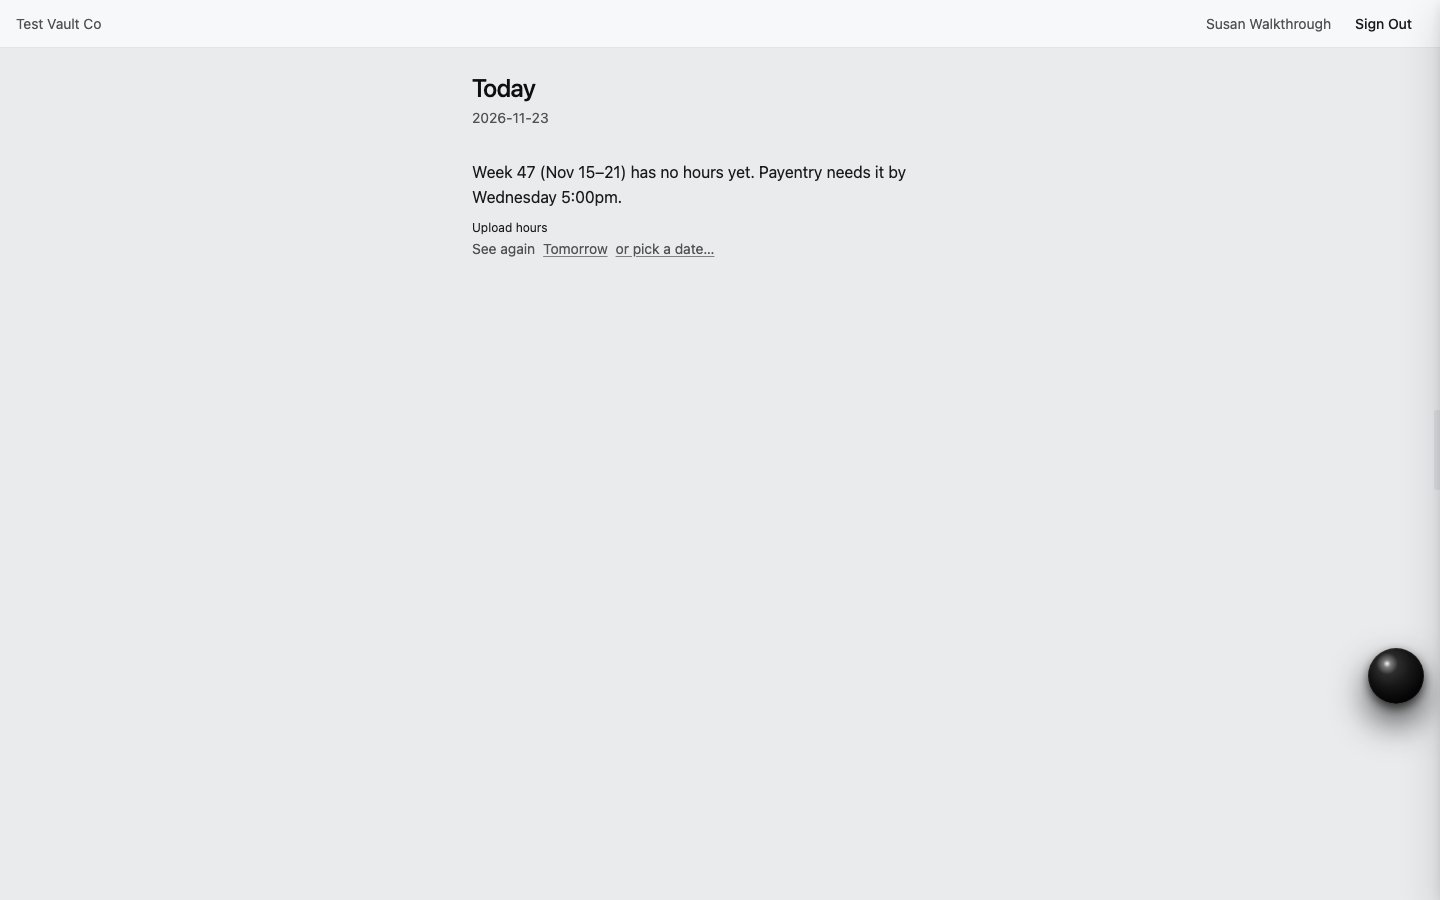 Test Vault Co
Susan Walkthrough
Sign Out
Today
2026-11-23
Week 47 (Nov 15–21) has no hours yet. Payentry needs it by
Wednesday 5:00pm.
Upload hours
See again Tomorrow or pick a date...